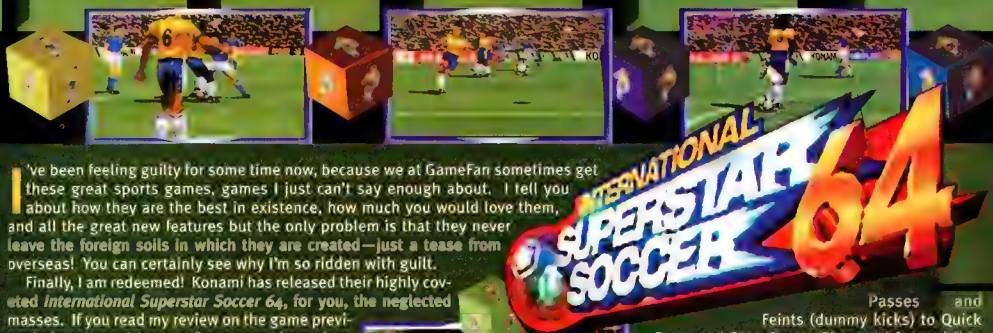 I've been feeling guilty for some time now, because we at GameFan sometimes get
these great sports games, games I just can't say enough about. I tell you
about how they are the best in existence, how much you would love them,
and all the great new features but the only problem is that they never
leave the foreign soils in which they are created—just a tease from
overseas! You can certainly see why I'm so ridden with guilt.
Finally, I am redeemed! Konami has released their highly cov-
eted International Superstar Soccer 64, for you, the neglected
masses. If you read my review on the game previ-
INTERNATIONAL
SUPERSTAR
SOCCER
64
Passes and
Feints (dummy kicks) to Quick
6
KO
KONAMI